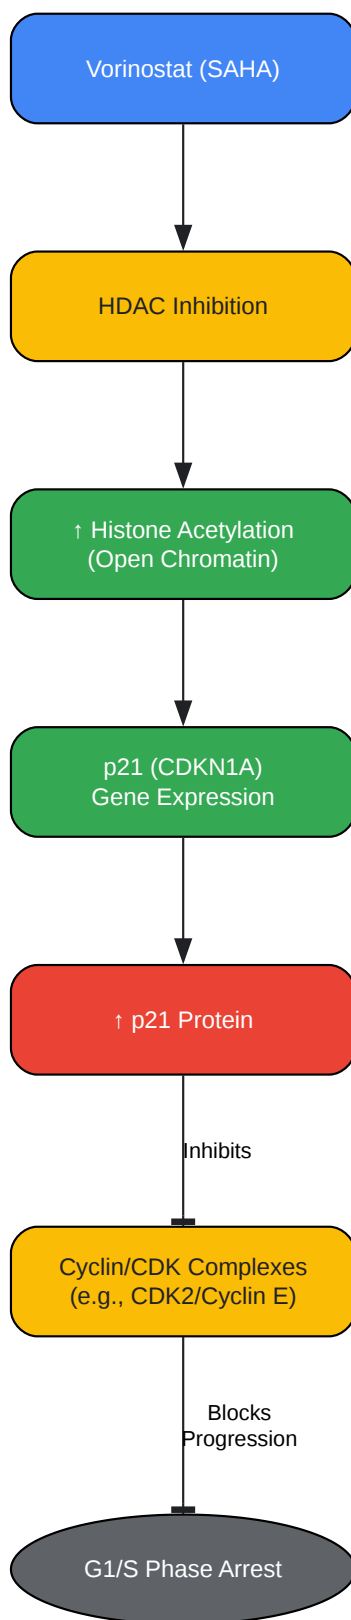 Vorinostat (SAHA)
HDAC Inhibition
↑ Histone Acetylation
(Open Chromatin)
p21 (CDKN1A)
Gene Expression
↑ p21 Protein
Inhibits
Cyclin/CDK Complexes
(e.g., CDK2/Cyclin E)
Blocks
Progression
G1/S Phase Arrest